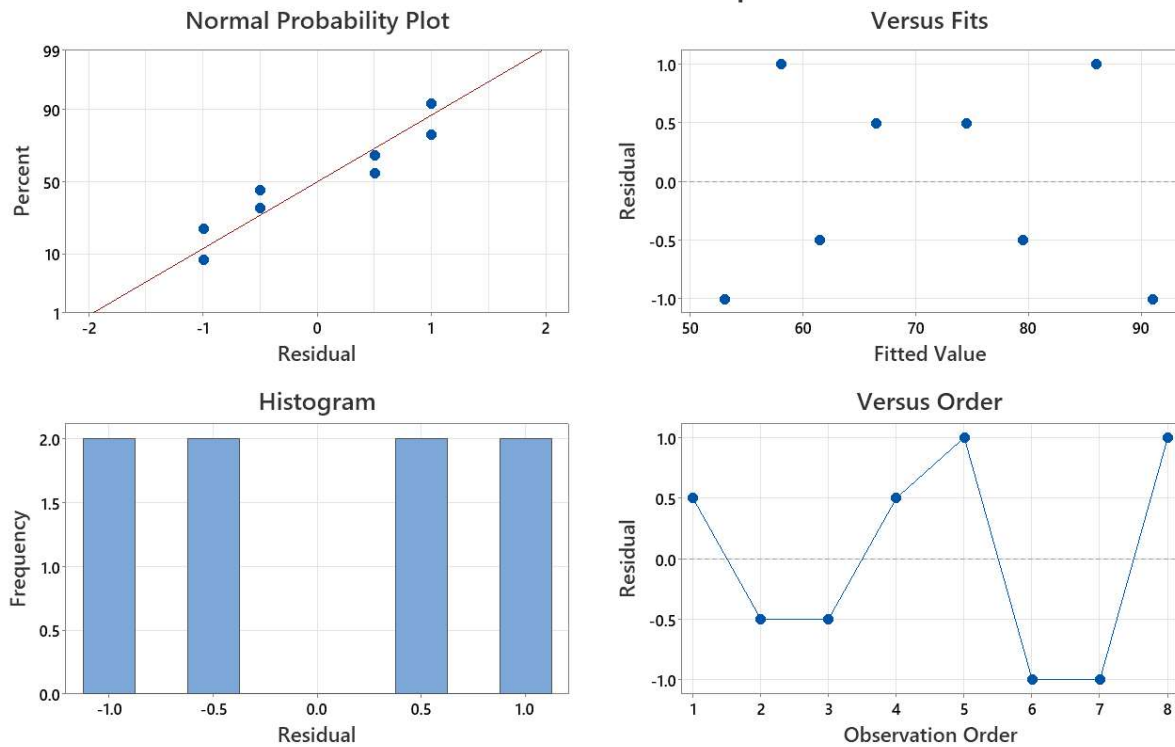 Normal Probability Plot
99
90
50
10
1
Percent
-2 -1 0 1 2
Residual
Versus Fits
1.0
0.5
0.0
-0.5
-1.0
Residual
50 60 70 80 90
Fitted Value
Histogram
2.0
1.5
1.0
0.5
0.0
Frequency
-1.0 -0.5 0.0 0.5 1.0
Residual
Versus Order
1.0
0.5
0.0
-0.5
-1.0
Residual
1 2 3 4 5 6 7 8
Observation Order